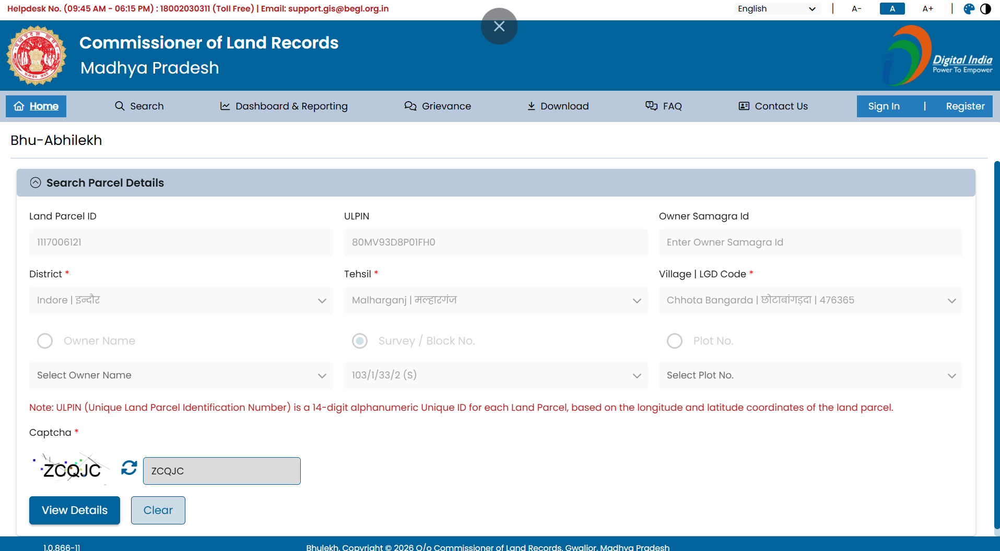 Helpdesk No. (09:45 AM - 06:15 PM) : 18002030311 (Toll Free) | Email: support.gis@begl.org.in
English | A- A A+ |
Commissioner of Land Records
Madhya Pradesh
Digital India
Power To Empower
Home Search Dashboard & Reporting Grievance Download FAQ Contact Us Sign In | Register
Bhu-Abhilekh
Search Parcel Details
Land Parcel ID ULPIN Owner Samagra Id
1117006121 80MV93D8P01FH0 Enter Owner Samagra Id
District * Tehsil * Village | LGD Code *
Indore | इन्दौर Malharganj | मल्हारगंज Chhota Bangarda | छोटाबांगड़दा | 476365
Owner Name Survey / Block No. Plot No.
Select Owner Name 103/1/33/2 (S) Select Plot No.
Note: ULPIN (Unique Land Parcel Identification Number) is a 14-digit alphanumeric Unique ID for each Land Parcel, based on the longitude and latitude coordinates of the land parcel.
Captcha *
ZCQJC ZCQJC
View Details Clear
1.0.866-11 Bhulekh, Copyright © 2026 O/o Commissioner of Land Records, Gwalior, Madhya Pradesh